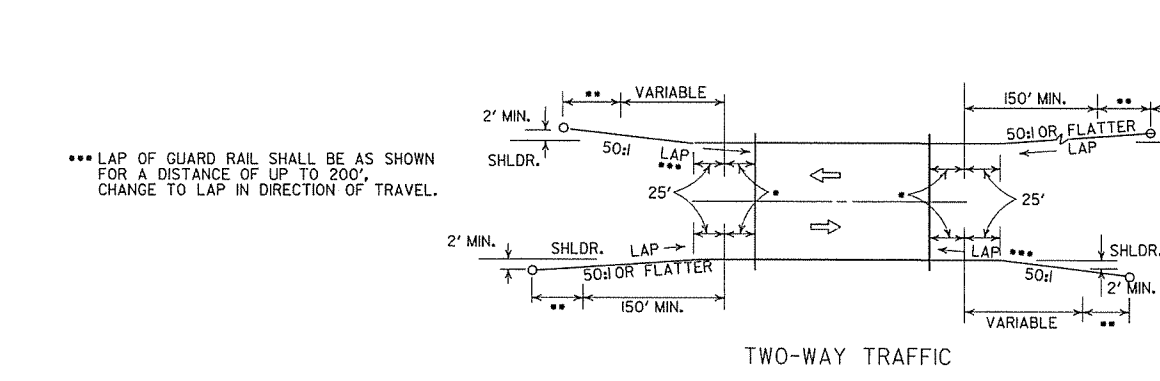 ** VARIABLE
150' MIN. **
2' MIN.
50:1 OR FLATTER
SHLDR. 50:1 LAP LAP
***
*** LAP OF GUARD RAIL SHALL BE AS SHOWN
FOR A DISTANCE OF UP TO 200',
CHANGE TO LAP IN DIRECTION OF TRAVEL.
25' * * 25'
2' MIN. SHLDR. LAP LAP *** SHLDR.
50:1 OR FLATTER 50:1
2' MIN.
** 150' MIN.
VARIABLE **
TWO-WAY TRAFFIC